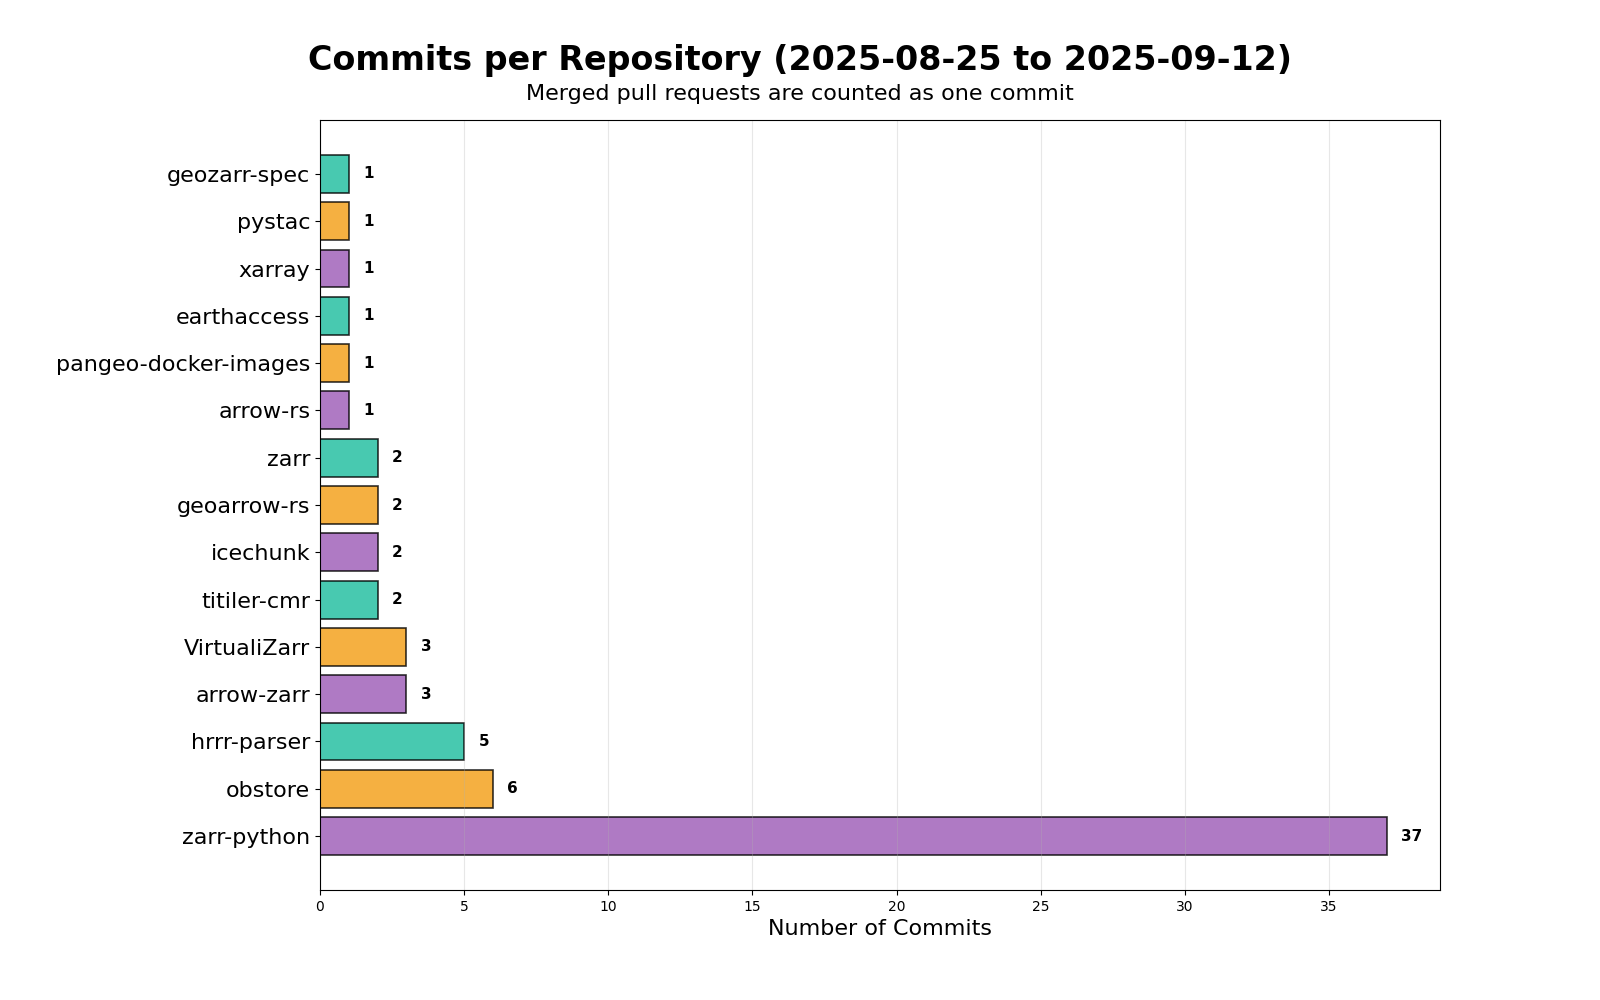 Commits per Repository (2025-08-25 to 2025-09-12)
Merged pull requests are counted as one commit
geozarr-spec 1
pystac 1
xarray 1
earthaccess 1
pangeo-docker-images 1
arrow-rs 1
zarr 2
geoarrow-rs 2
icechunk 2
titiler-cmr 2
VirtualiZarr 3
arrow-zarr 3
hrrr-parser 5
obstore 6
zarr-python 37
0 5 10 15 20 25 30 35
Number of Commits